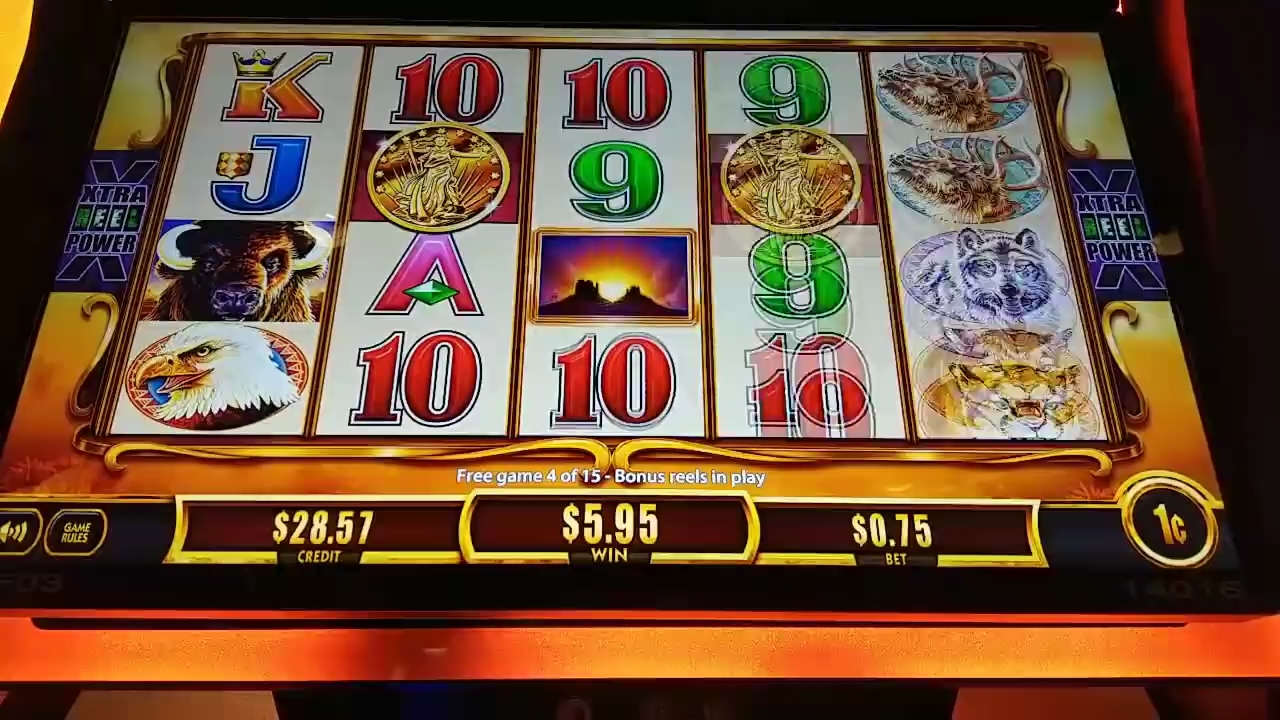 K 10 10 9
J 9
A 9
10 10 10
XTRA
REEL
POWER
XTRA
REEL
POWER
Free game 4 of 15 - Bonus reels in play
GAME
RULES
$28.57
CREDIT
$5.95
WIN
$0.75
BET
1¢